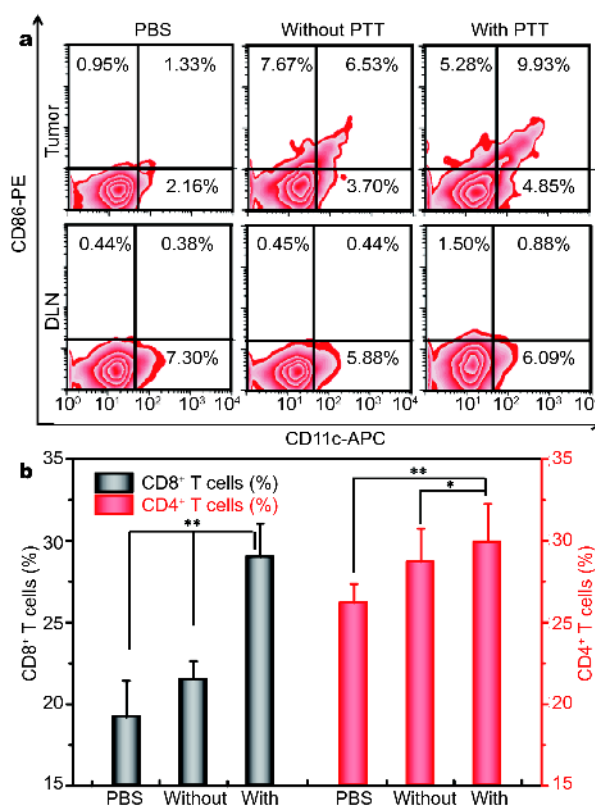 a
PBS Without PTT With PTT
Tumor
0.95% 1.33% 7.67% 6.53% 5.28% 9.93%
2.16% 3.70% 4.85%
CD86-PE
DLN
0.44% 0.38% 0.45% 0.44% 1.50% 0.88%
7.30% 5.88% 6.09%
10⁰ 10¹ 10² 10³ 10⁴ 10¹ 10² 10³ 10⁴ 10¹ 10² 10³ 10⁴
CD11c-APC
b
CD8⁺ T cells (%)
CD4⁺ T cells (%)
** ** *
35 35
30 30
25 25
20 20
15 15
CD8⁺ T cells (%)
CD4⁺ T cells (%)
PBS Without With PBS Without With